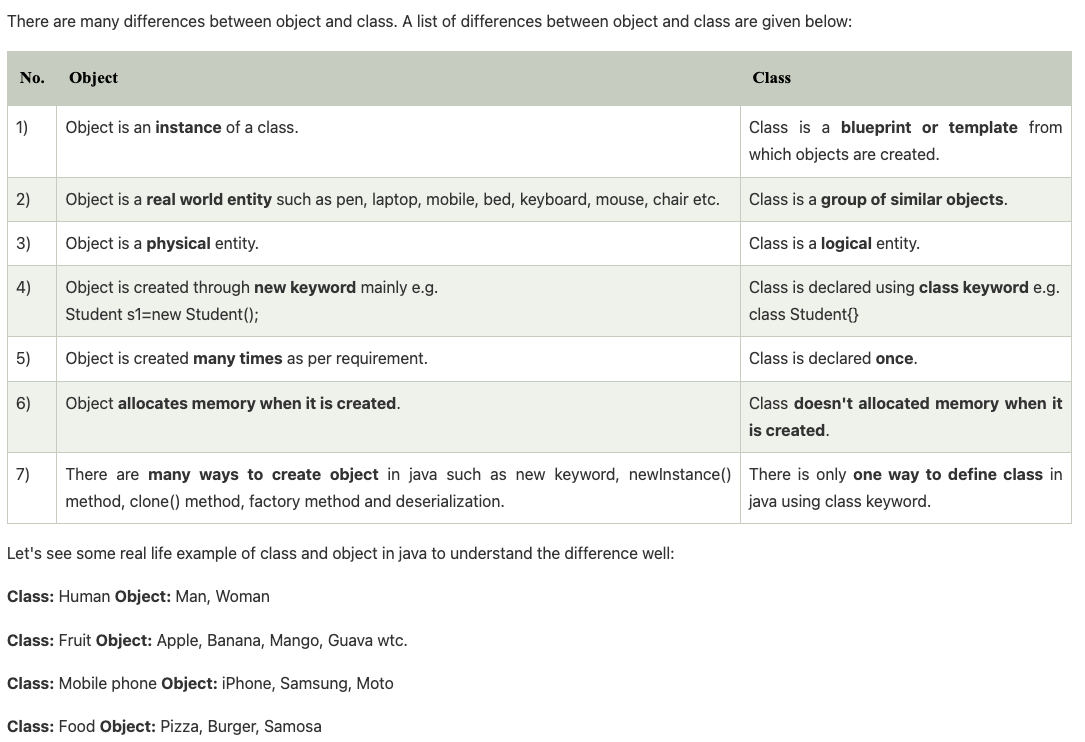 There are many differences between object and class. A list of differences between object and class are given below:
No. Object Class
1) Object is an instance of a class. Class is a blueprint or template from
which objects are created.
2) Object is a real world entity such as pen, laptop, mobile, bed, keyboard, mouse, chair etc. Class is a group of similar objects.
3) Object is a physical entity. Class is a logical entity.
4) Object is created through new keyword mainly e.g. Class is declared using class keyword e.g.
Student s1=new Student(); class Student{}
5) Object is created many times as per requirement. Class is declared once.
6) Object allocates memory when it is created. Class doesn't allocated memory when it
is created.
7) There are many ways to create object in java such as new keyword, newInstance() There is only one way to define class in
method, clone() method, factory method and deserialization. java using class keyword.
Let's see some real life example of class and object in java to understand the difference well:
Class: Human Object: Man, Woman
Class: Fruit Object: Apple, Banana, Mango, Guava wtc.
Class: Mobile phone Object: iPhone, Samsung, Moto
Class: Food Object: Pizza, Burger, Samosa